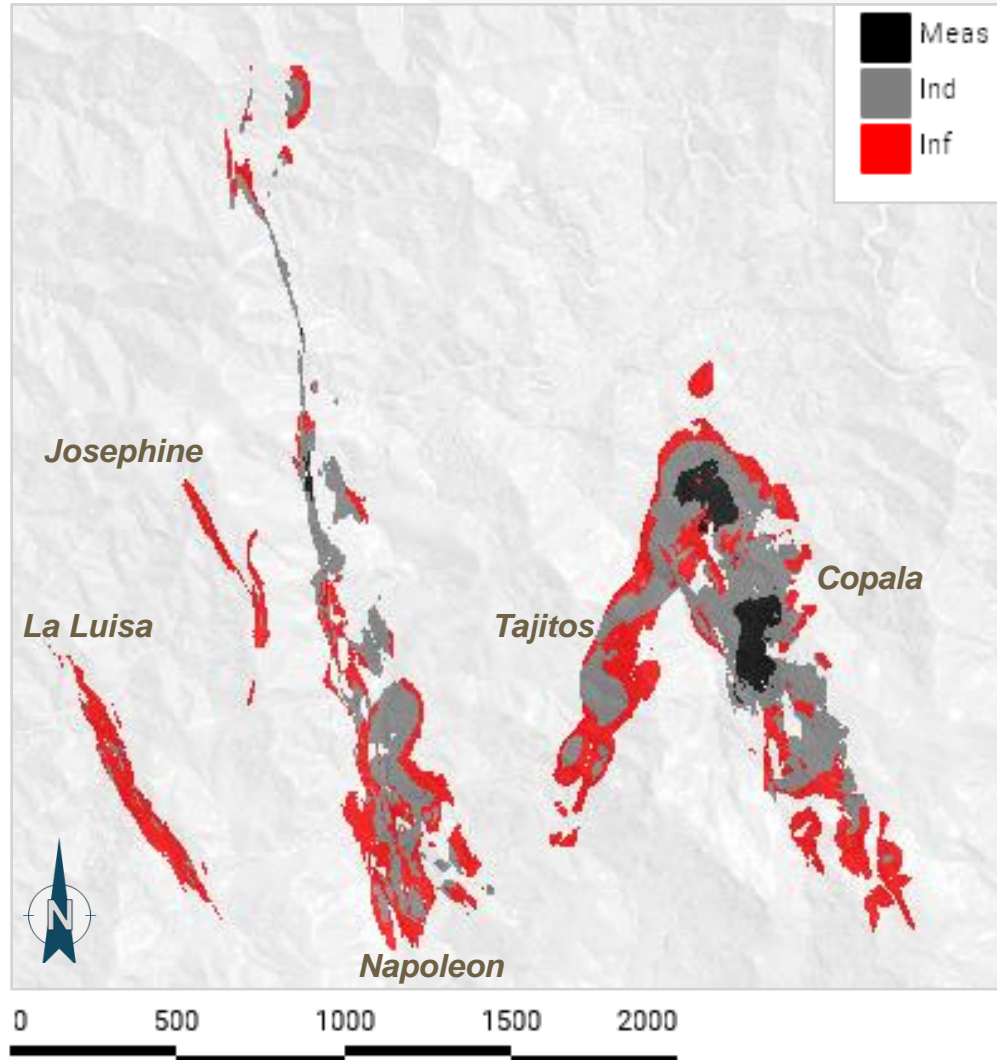 Meas
Ind
Inf
Josephine
Copala
La Luisa
Tajitos
N
Napoleon
0 500 1000 1500 2000